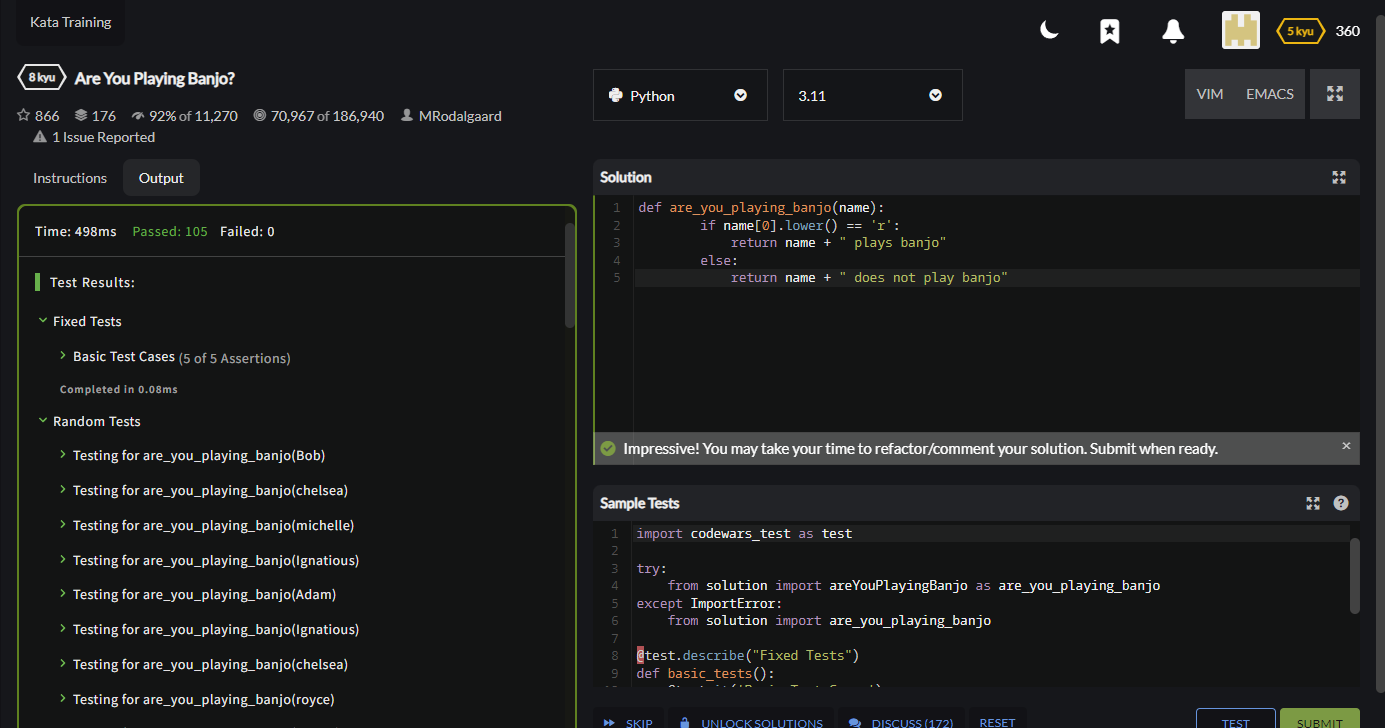 Kata Training
5 kyu 360
8 kyu Are You Playing Banjo?
866 176 92% of 11,270 70,967 of 186,940 MRodalgaard
1 Issue Reported
Python
3.11
VIM EMACS
Instructions Output
Time: 498ms Passed: 105 Failed: 0
Test Results:
Fixed Tests
Basic Test Cases (5 of 5 Assertions)
Completed in 0.08ms
Random Tests
Testing for are_you_playing_banjo(Bob)
Testing for are_you_playing_banjo(chelsea)
Testing for are_you_playing_banjo(michelle)
Testing for are_you_playing_banjo(Ignatious)
Testing for are_you_playing_banjo(Adam)
Testing for are_you_playing_banjo(Ignatious)
Testing for are_you_playing_banjo(chelsea)
Testing for are_you_playing_banjo(royce)
Solution
1 def are_you_playing_banjo(name):
2 if name[0].lower() == 'r':
3 return name + " plays banjo"
4 else:
5 return name + " does not play banjo"
Impressive! You may take your time to refactor/comment your solution. Submit when ready. ×
Sample Tests ?
1 import codewars_test as test
2
3 try:
4 from solution import areYouPlayingBanjo as are_you_playing_banjo
5 except ImportError:
6 from solution import are_you_playing_banjo
7
8 @test.describe("Fixed Tests")
9 def basic_tests():
SKIP UNLOCK SOLUTIONS DISCUSS (172) RESET TEST SUBMIT